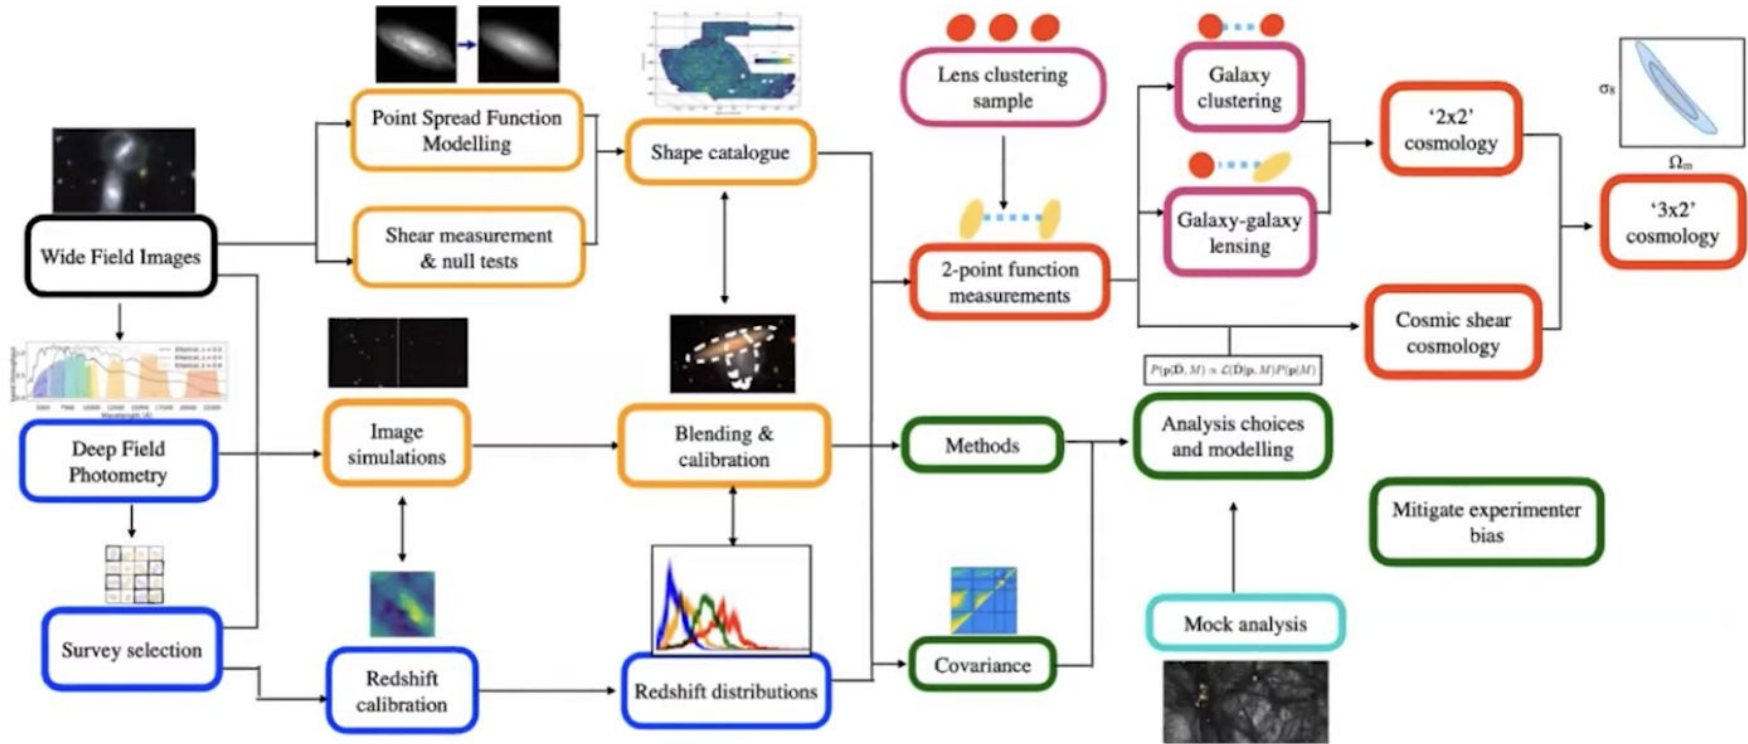 Point Spread Function
Modelling
Shape catalogue
Lens clustering
sample
Galaxy
clustering
'2x2'
cosmology
σ8
Ωm
'3x2'
cosmology
Wide Field Images
Shear measurement
& null tests
2-point function
measurements
Galaxy-galaxy
lensing
Cosmic shear
cosmology
P(p|D̂, M) ∝ ℒ(D̂|p, M)P(p|M)
Deep Field
Photometry
Image
simulations
Blending &
calibration
Methods
Analysis choices
and modelling
Mitigate experimenter
bias
Survey selection
Redshift
calibration
Redshift distributions
Covariance
Mock analysis